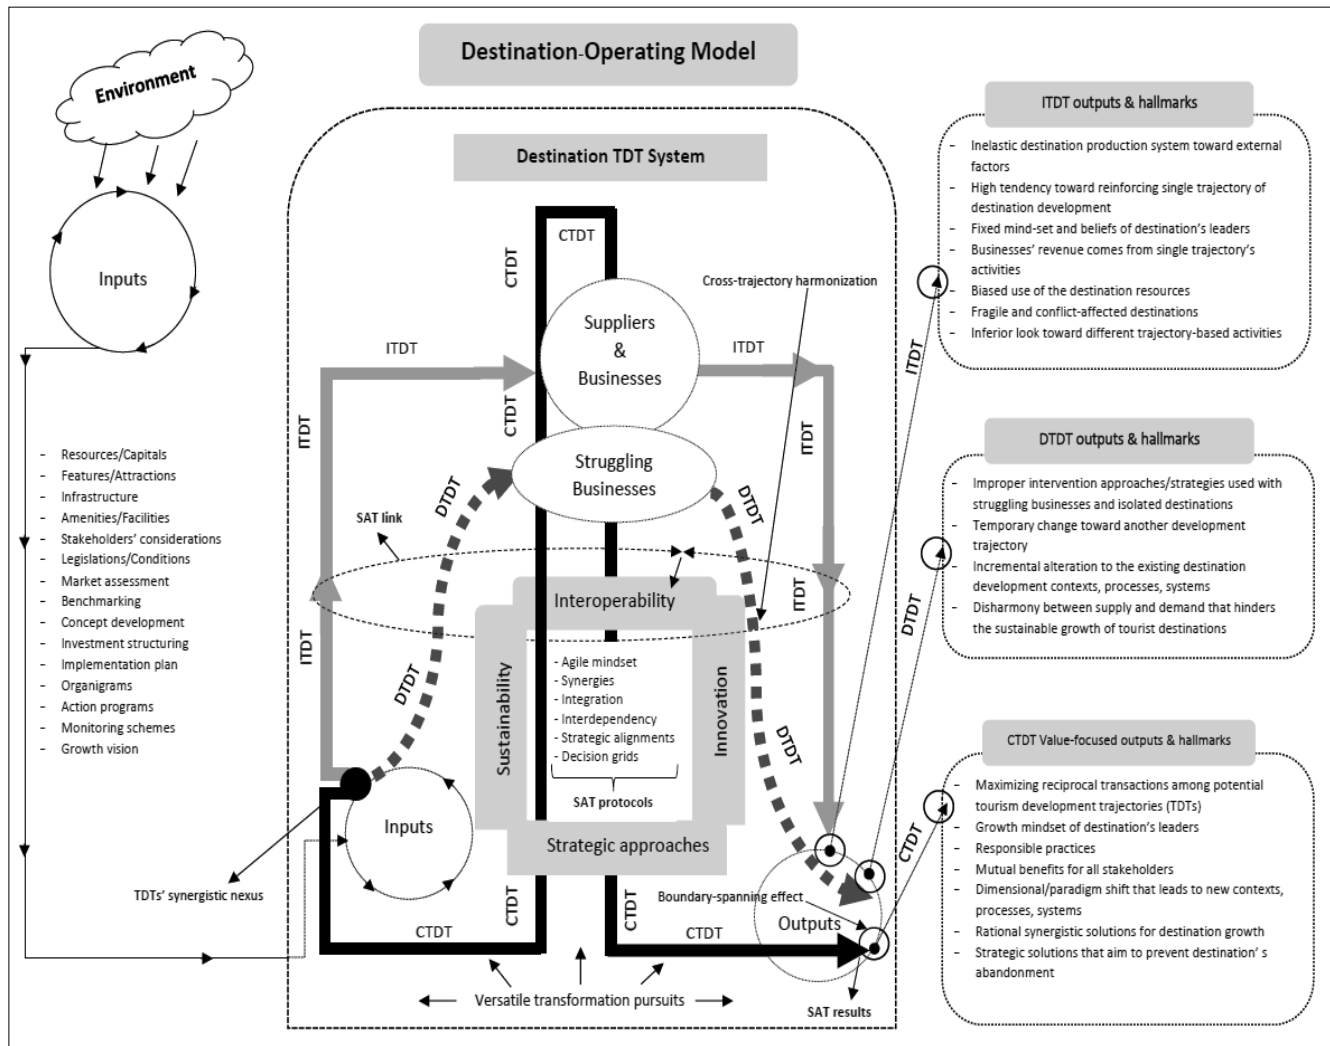 Destination-Operating Model
Environment
Inputs
- Resources/Capitals
- Features/Attractions
- Infrastructure
- Amenities/Facilities
- Stakeholders' considerations
- Legislations/Conditions
- Market assessment
- Benchmarking
- Concept development
- Investment structuring
- Implementation plan
- Organigrams
- Action programs
- Monitoring schemes
- Growth vision
TDTs' synergistic nexus
Destination TDT System
CTDT
CTDT
CTDT
Suppliers
&
Businesses
Struggling
Businesses
ITDT
ITDT
ITDT
ITDT
ITDT
ITDT
DTDT
DTDT
DTDT
DTDT
Cross-trajectory harmonization
SAT link
Interoperability
Sustainability
Innovation
- Agile mindset
- Synergies
- Integration
- Interdependency
- Strategic alignments
- Decision grids
SAT protocols
Strategic approaches
Inputs
CTDT
CTDT
CTDT
CTDT
Boundary-spanning effect
Outputs
Versatile transformation pursuits
SAT results
ITDT
DTDT
CTDT
ITDT outputs & hallmarks
- Inelastic destination production system toward external
factors
- High tendency toward reinforcing single trajectory of
destination development
- Fixed mind-set and beliefs of destination's leaders
- Businesses' revenue comes from single trajectory's
activities
- Biased use of the destination resources
- Fragile and conflict-affected destinations
- Inferior look toward different trajectory-based activities
DTDT outputs & hallmarks
- Improper intervention approaches/strategies used with
struggling businesses and isolated destinations
- Temporary change toward another development
trajectory
- Incremental alteration to the existing destination
development contexts, processes, systems
- Disharmony between supply and demand that hinders
the sustainable growth of tourist destinations
CTDT Value-focused outputs & hallmarks
- Maximizing reciprocal transactions among potential
tourism development trajectories (TDTs)
- Growth mindset of destination's leaders
- Responsible practices
- Mutual benefits for all stakeholders
- Dimensional/paradigm shift that leads to new contexts,
processes, systems
- Rational synergistic solutions for destination growth
- Strategic solutions that aim to prevent destination' s
abandonment